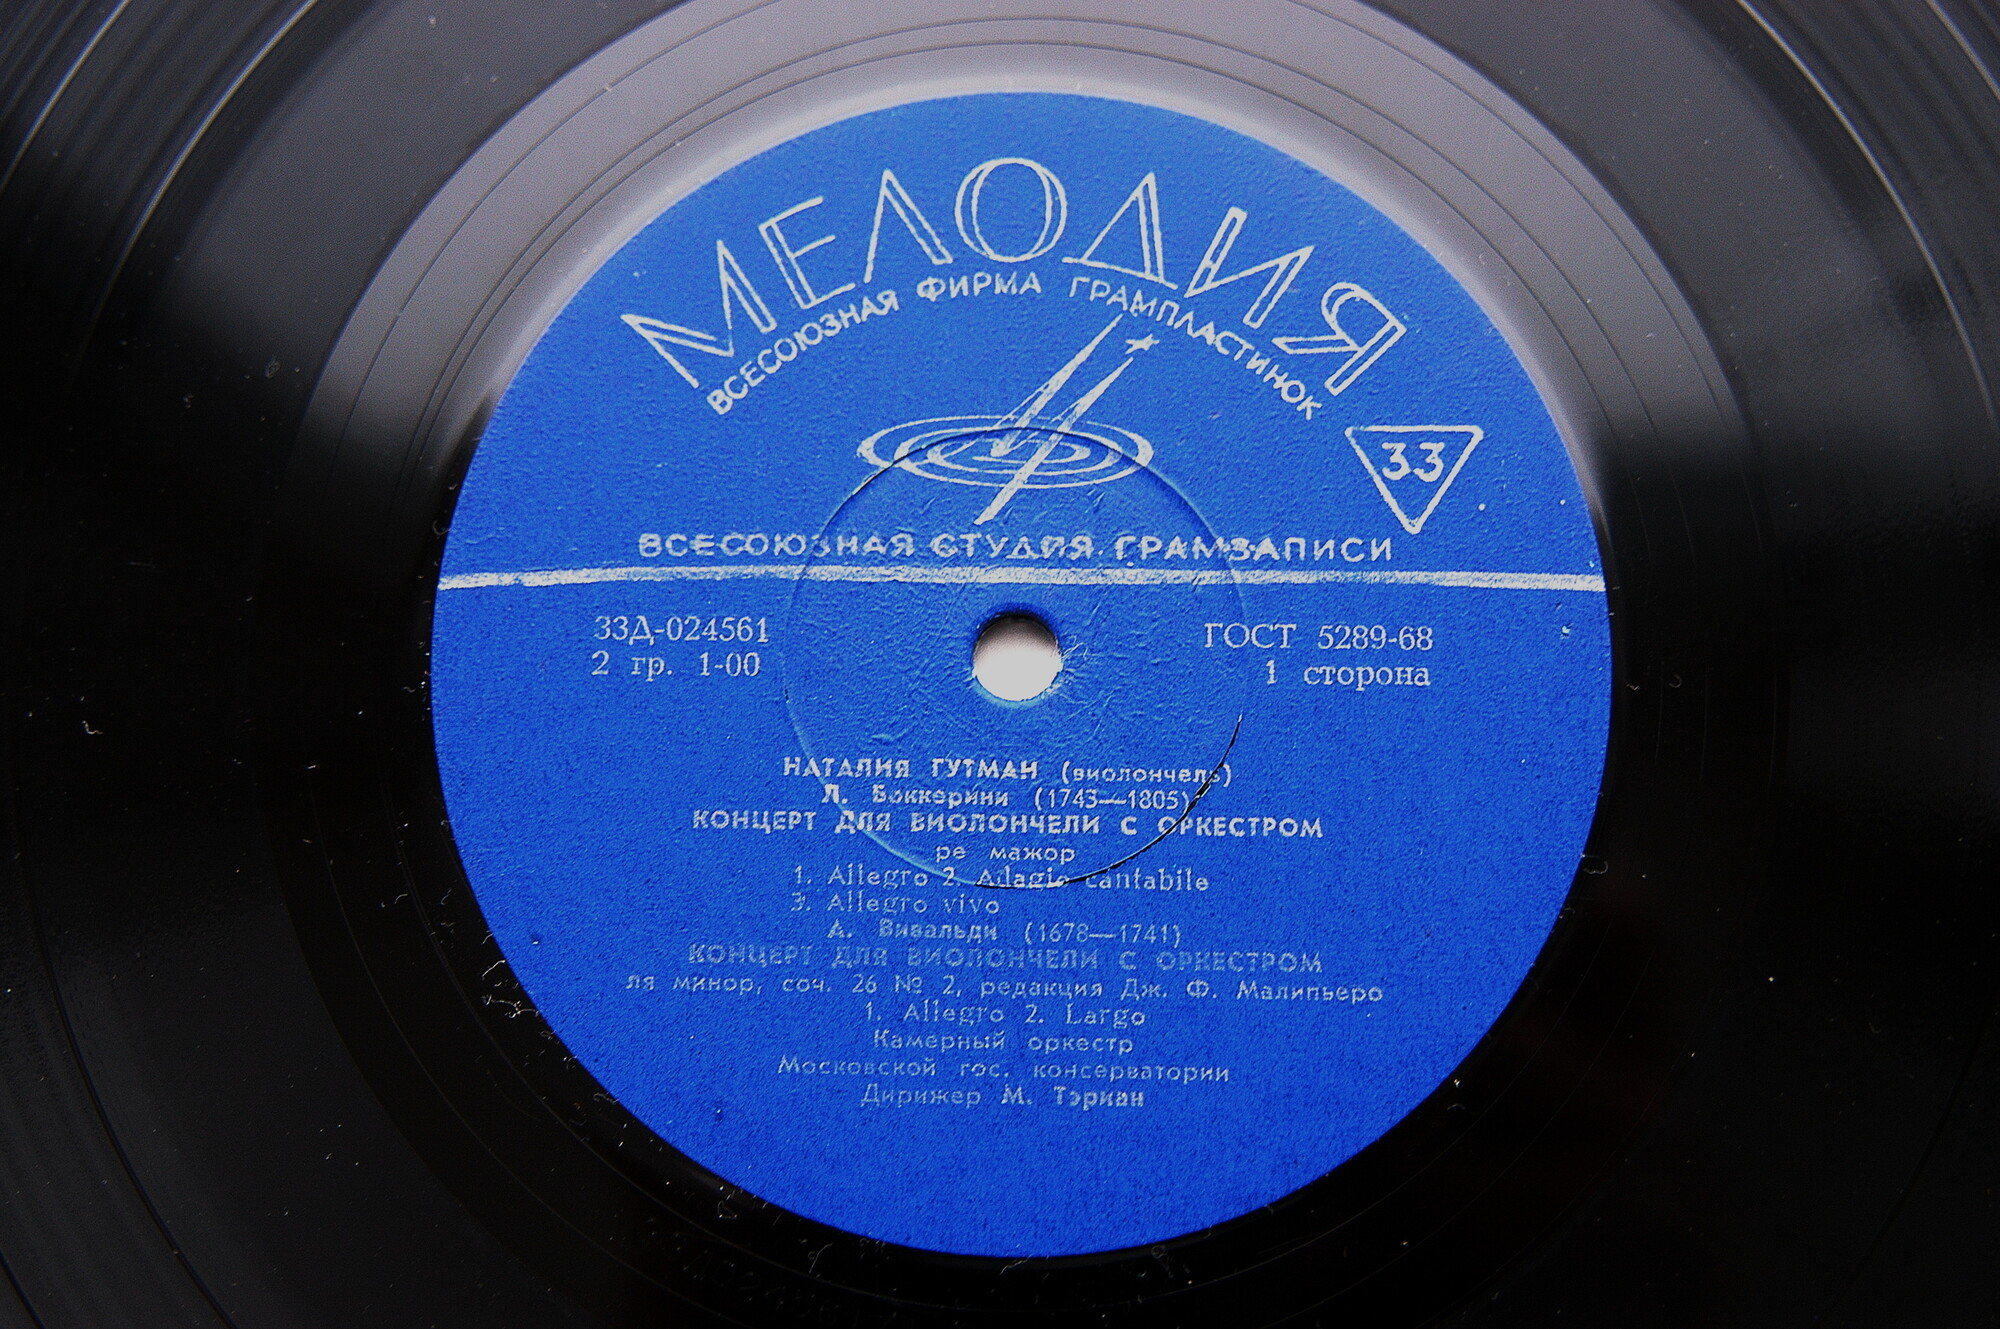 МЕЛОДИЯ
ВСЕСОЮЗНАЯ ФИРМА ГРАМПЛАСТИНОК
33
ВСЕСОЮЗНАЯ СТУДИЯ ГРАМЗАПИСИ
33Д-024561
2 гр. 1-00
ГОСТ 5289-68
1 сторона
НАТАЛИЯ ГУТМАН (виолончель)
Л. Боккерини (1743—1805)
КОНЦЕРТ ДЛЯ ВИОЛОНЧЕЛИ С ОРКЕСТРОМ
ре мажор
1. Allegro 2. Adagio cantabile
3. Allegro vivo
А. Вивальди (1678—1741)
КОНЦЕРТ ДЛЯ ВИОЛОНЧЕЛИ С ОРКЕСТРОМ
ля минор, соч. 26 № 2, редакция Дж. Ф. Малипьеро
1. Allegro 2. Largo
Камерный оркестр
Московской гос. консерватории
Дирижер М. Тэриан